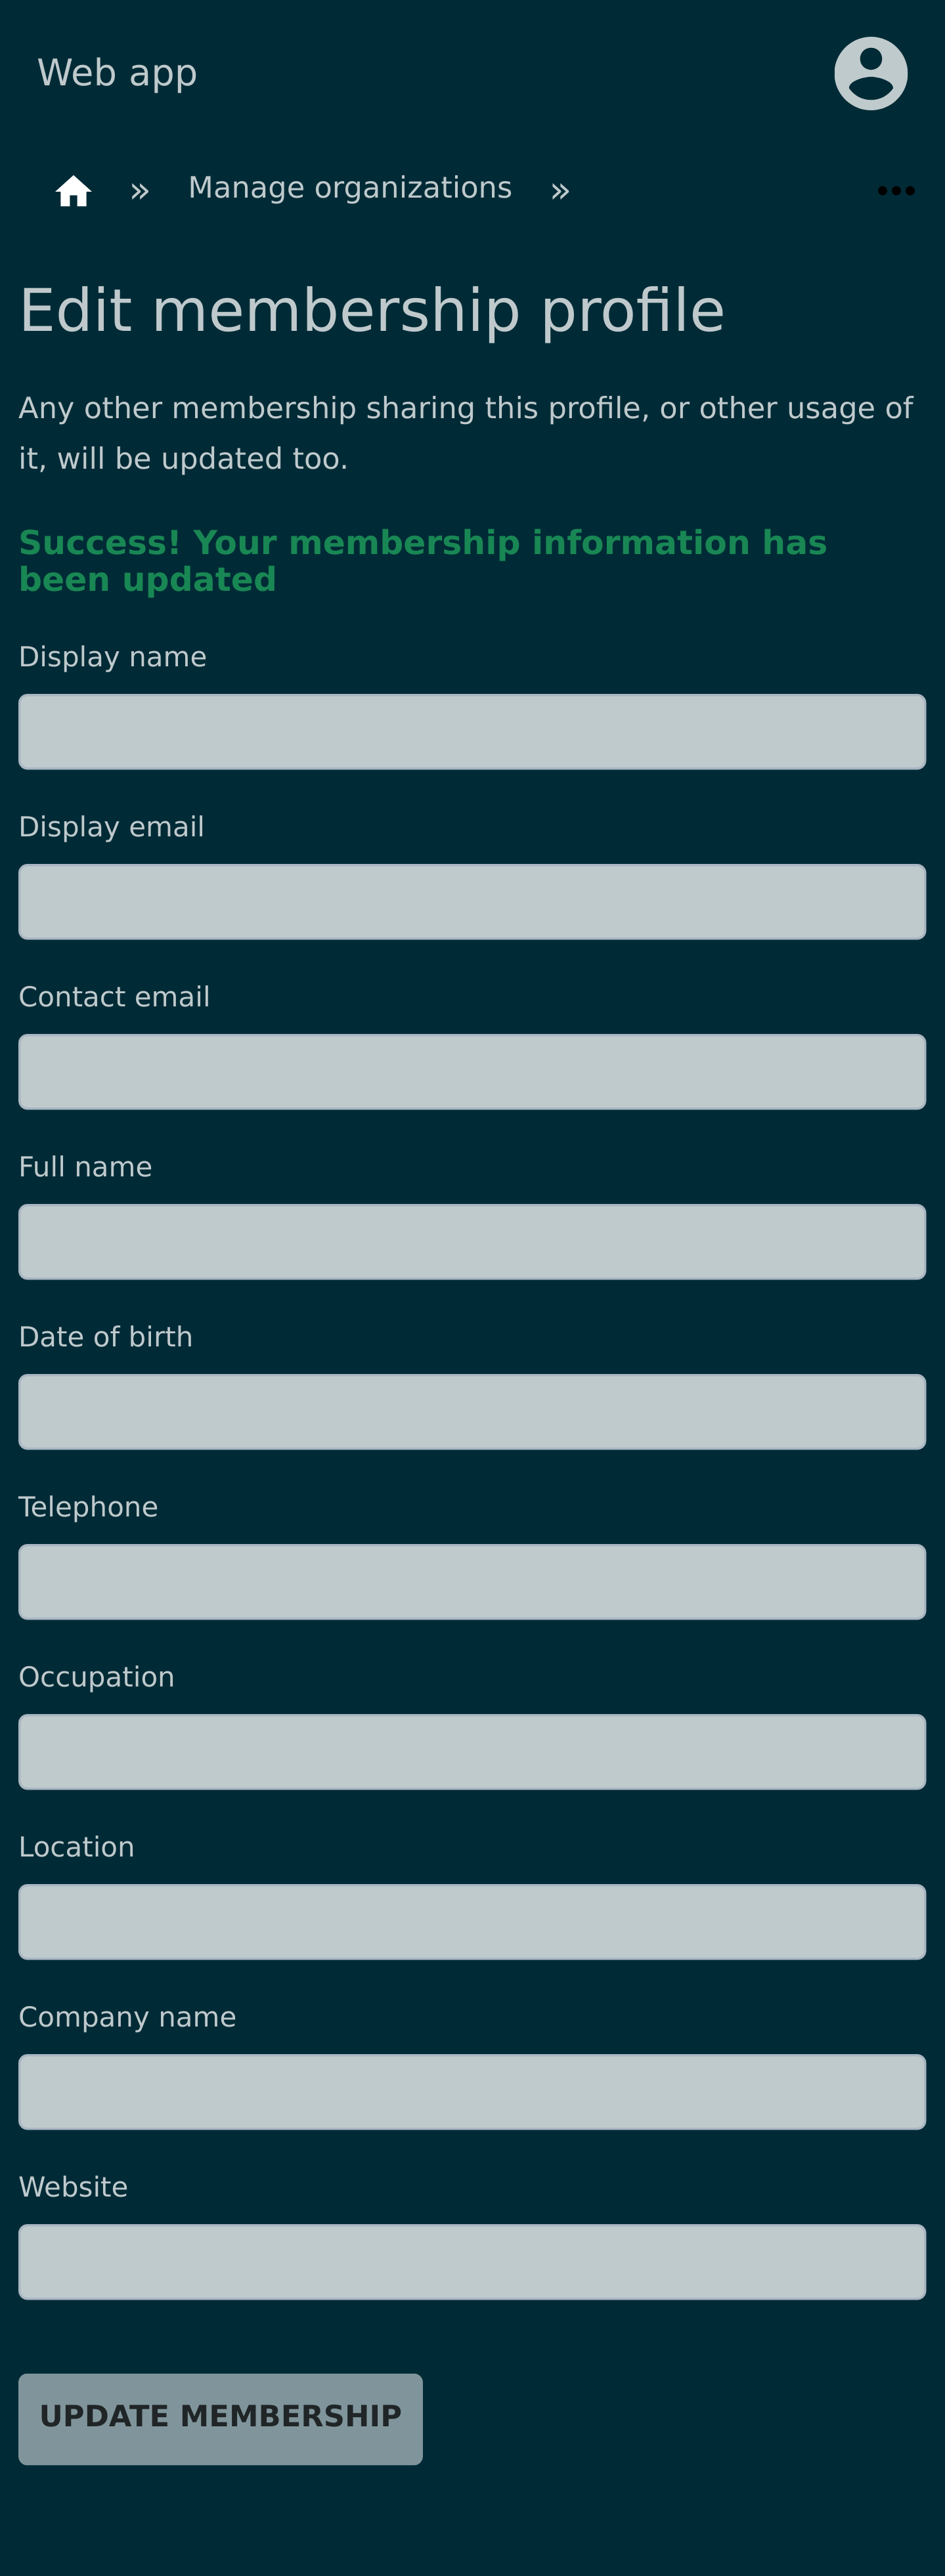 Web app
» Manage organizations »
Edit membership profile
Any other membership sharing this profile, or other usage of
it, will be updated too.
Success! Your membership information has
been updated
Display name
Display email
Contact email
Full name
Date of birth
Telephone
Occupation
Location
Company name
Website
UPDATE MEMBERSHIP